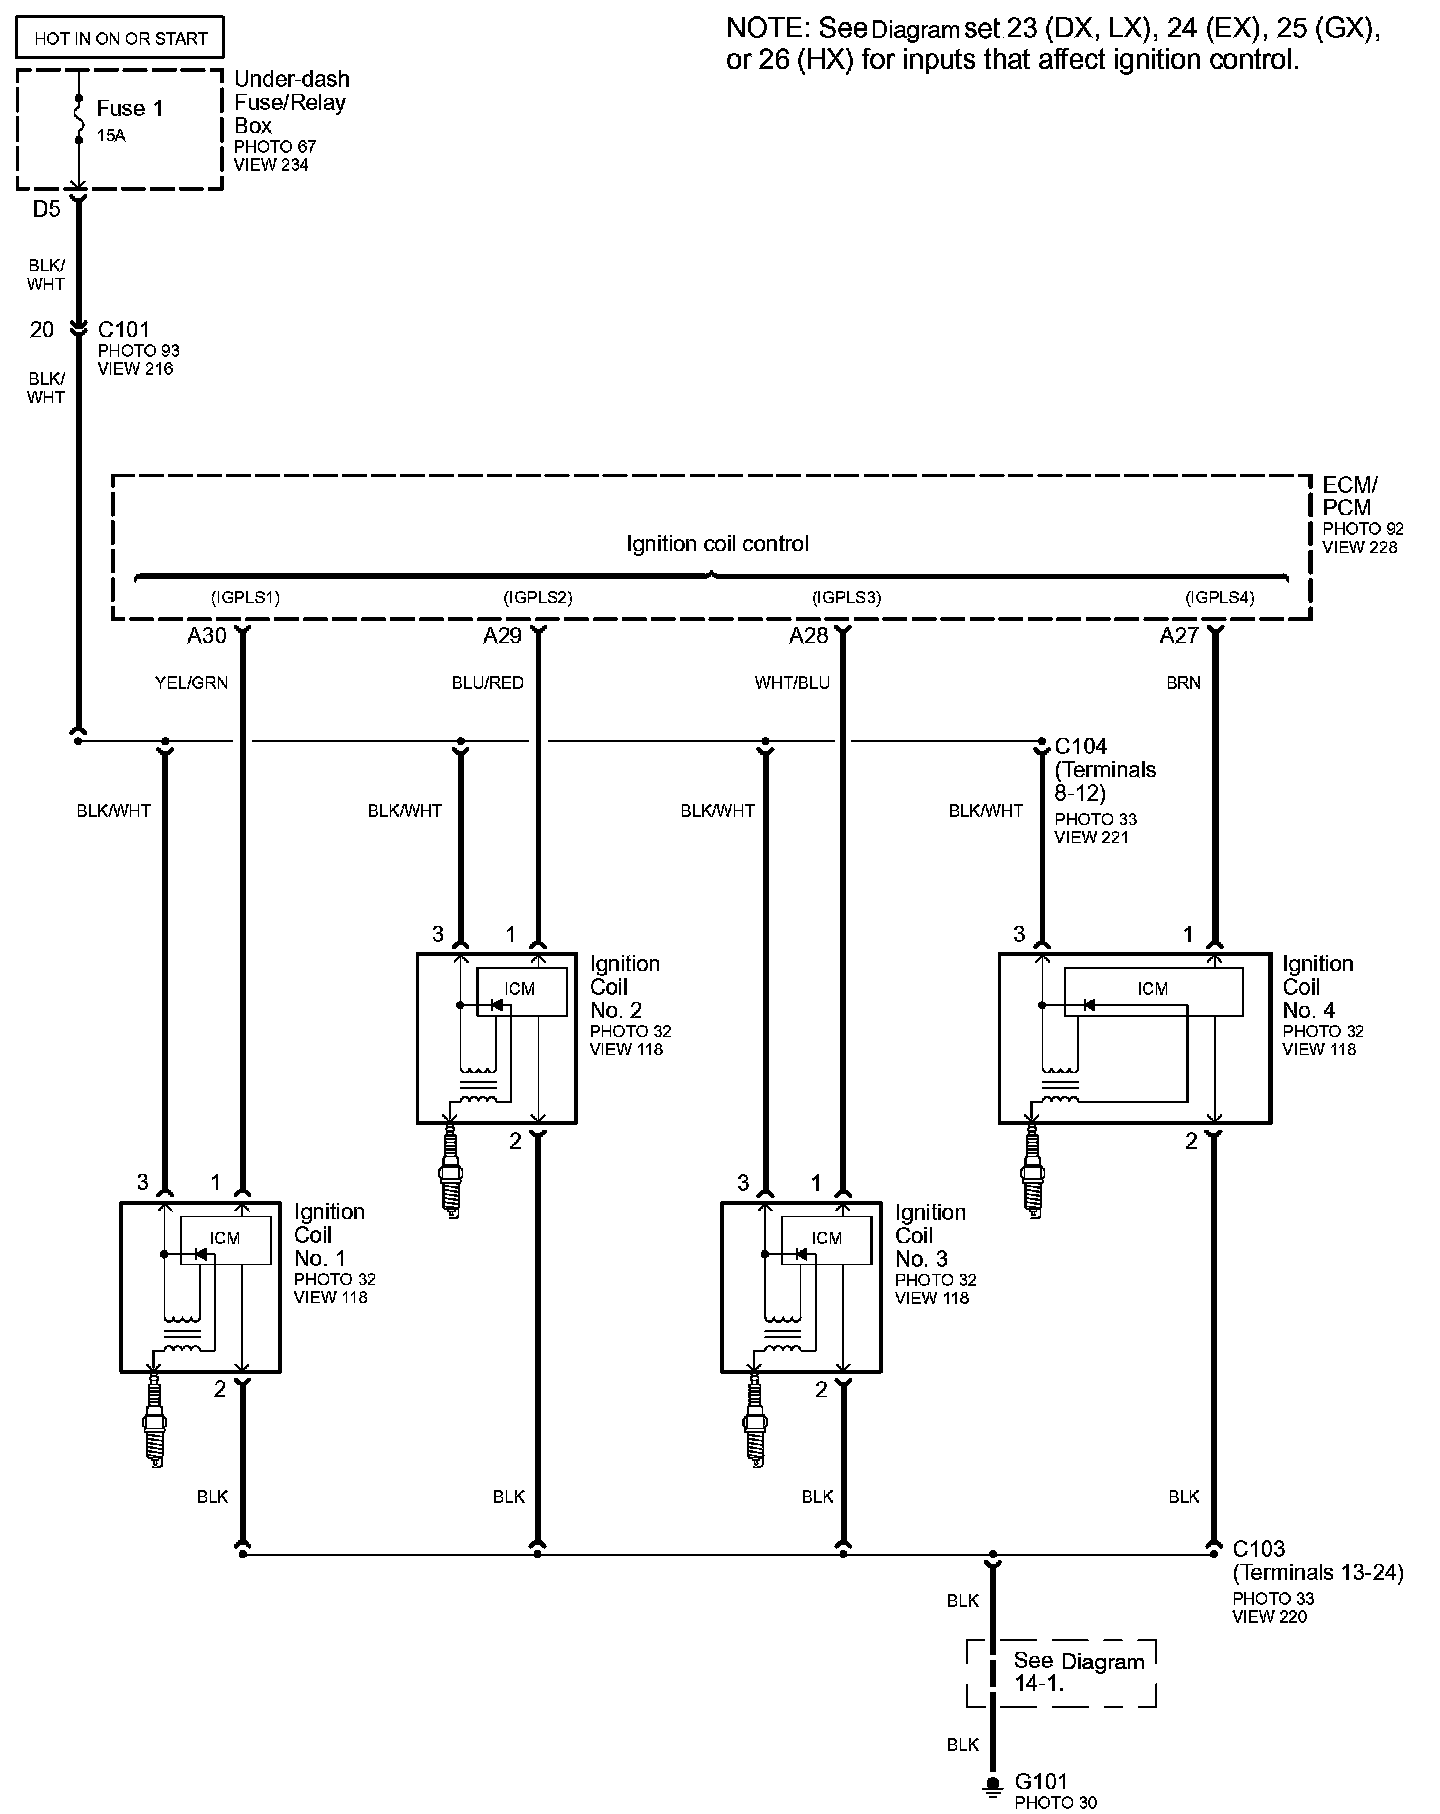 HOT IN ON OR START
NOTE: See Diagram set 23 (DX, LX), 24 (EX), 25 (GX),
or 26 (HX) for inputs that affect ignition control.
Fuse 1
15A
Under-dash
Fuse/Relay
Box
PHOTO 67
VIEW 234
D5
BLK/
WHT
20
C101
PHOTO 93
VIEW 216
BLK/
WHT
ECM/
PCM
PHOTO 92
VIEW 228
Ignition coil control
(IGPLS1) (IGPLS2) (IGPLS3) (IGPLS4)
A30 A29 A28 A27
YEL/GRN BLU/RED WHT/BLU BRN
C104
(Terminals
8-12)
PHOTO 33
VIEW 221
BLK/WHT BLK/WHT BLK/WHT BLK/WHT
3 1 3 1
ICM
Ignition
Coil
No. 2
PHOTO 32
VIEW 118
2
ICM
Ignition
Coil
No. 4
PHOTO 32
VIEW 118
2
3 1 3 1
ICM
Ignition
Coil
No. 1
PHOTO 32
VIEW 118
2
ICM
Ignition
Coil
No. 3
PHOTO 32
VIEW 118
2
BLK BLK BLK BLK
C103
(Terminals 13-24)
PHOTO 33
VIEW 220
BLK
See Diagram
14-1.
BLK
G101
PHOTO 30